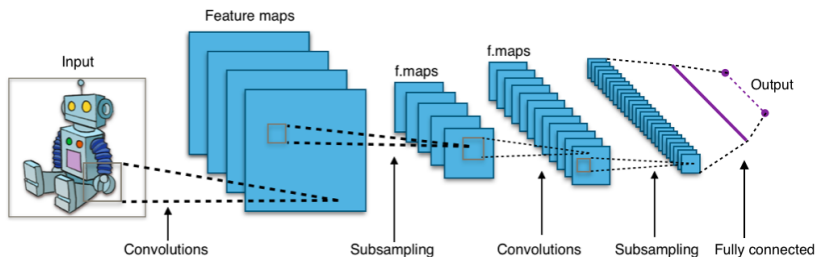 Feature maps
Input
f.maps
f.maps
Output
Convolutions
Subsampling
Convolutions
Subsampling
Fully connected